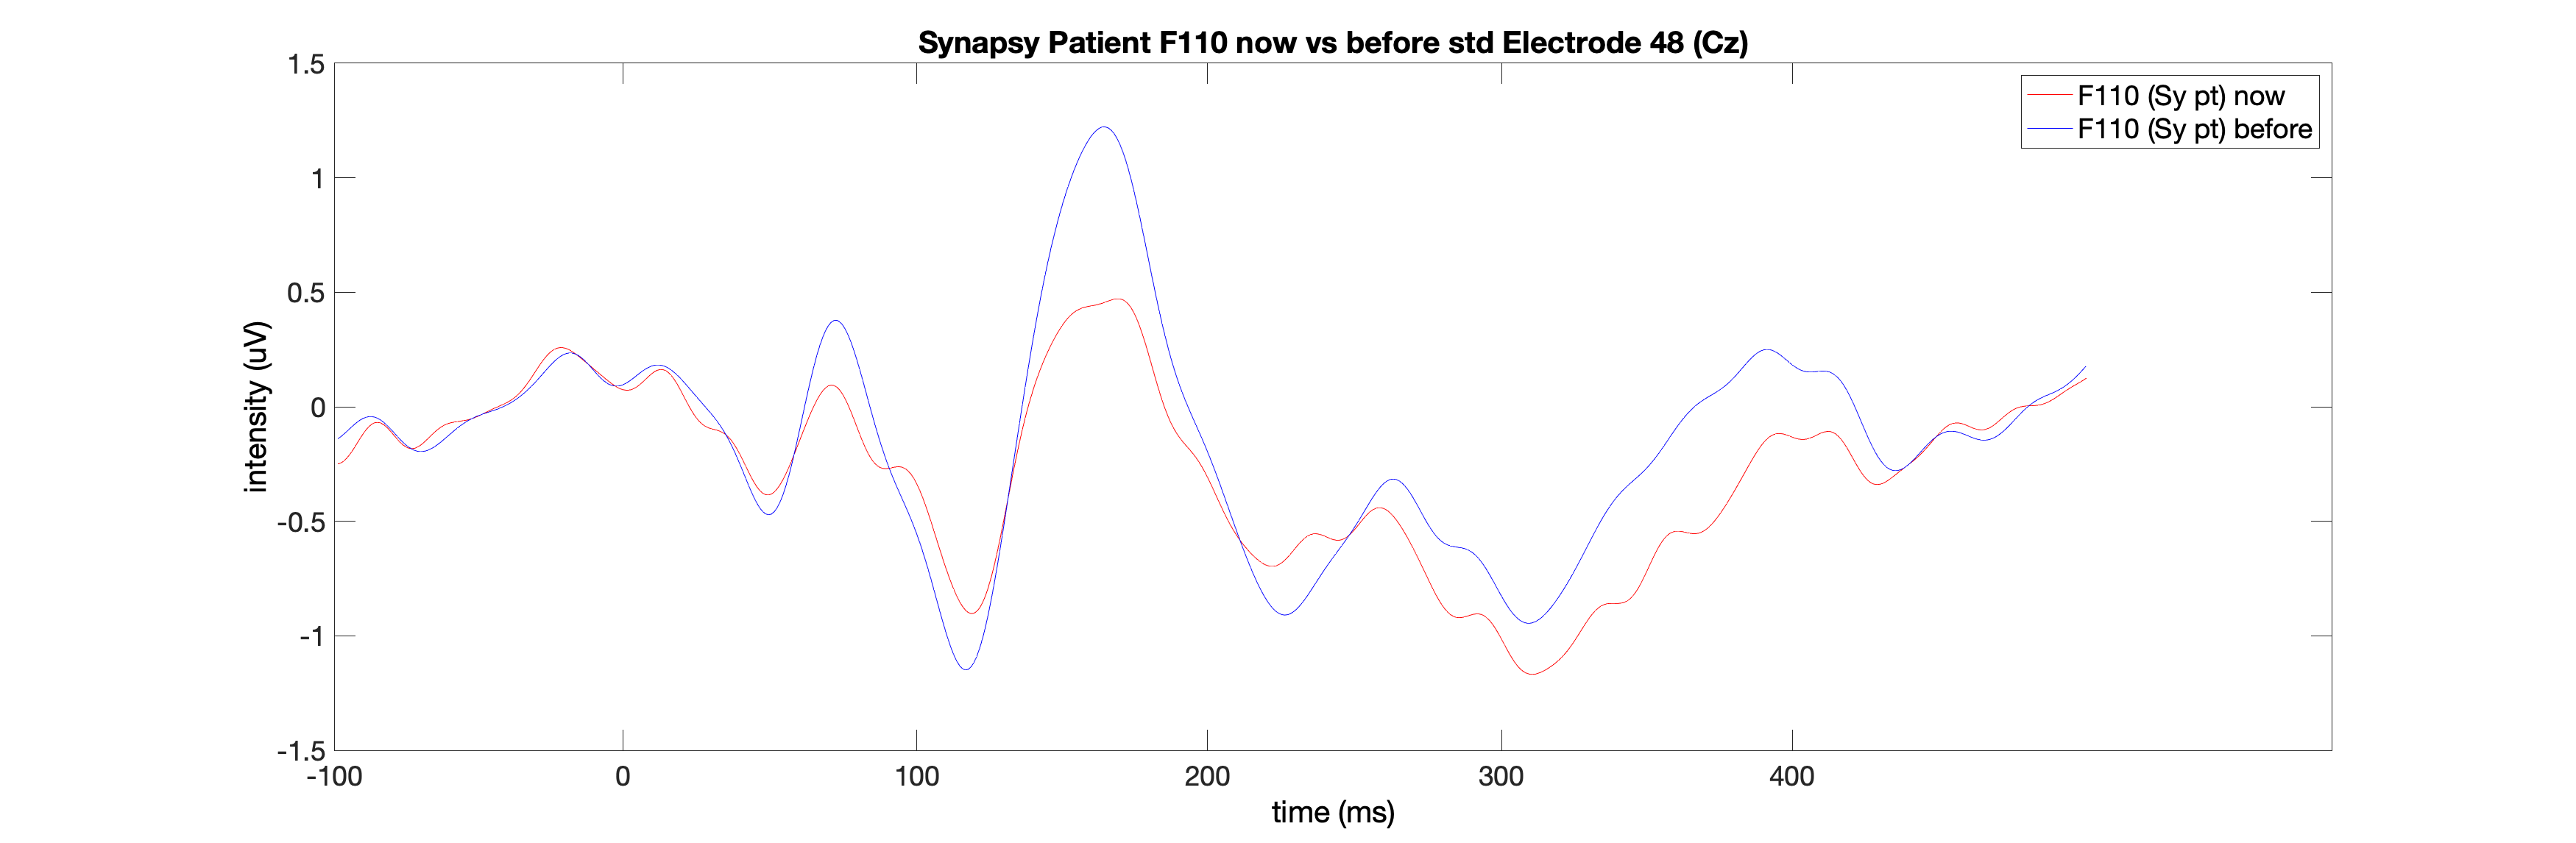 Synapsy Patient F110 now vs before std Electrode 48 (Cz)
1.5
1
0.5
0
-0.5
-1
-1.5
intensity (uV)
F110 (Sy pt) now
F110 (Sy pt) before
-100 0 100 200 300 400
time (ms)